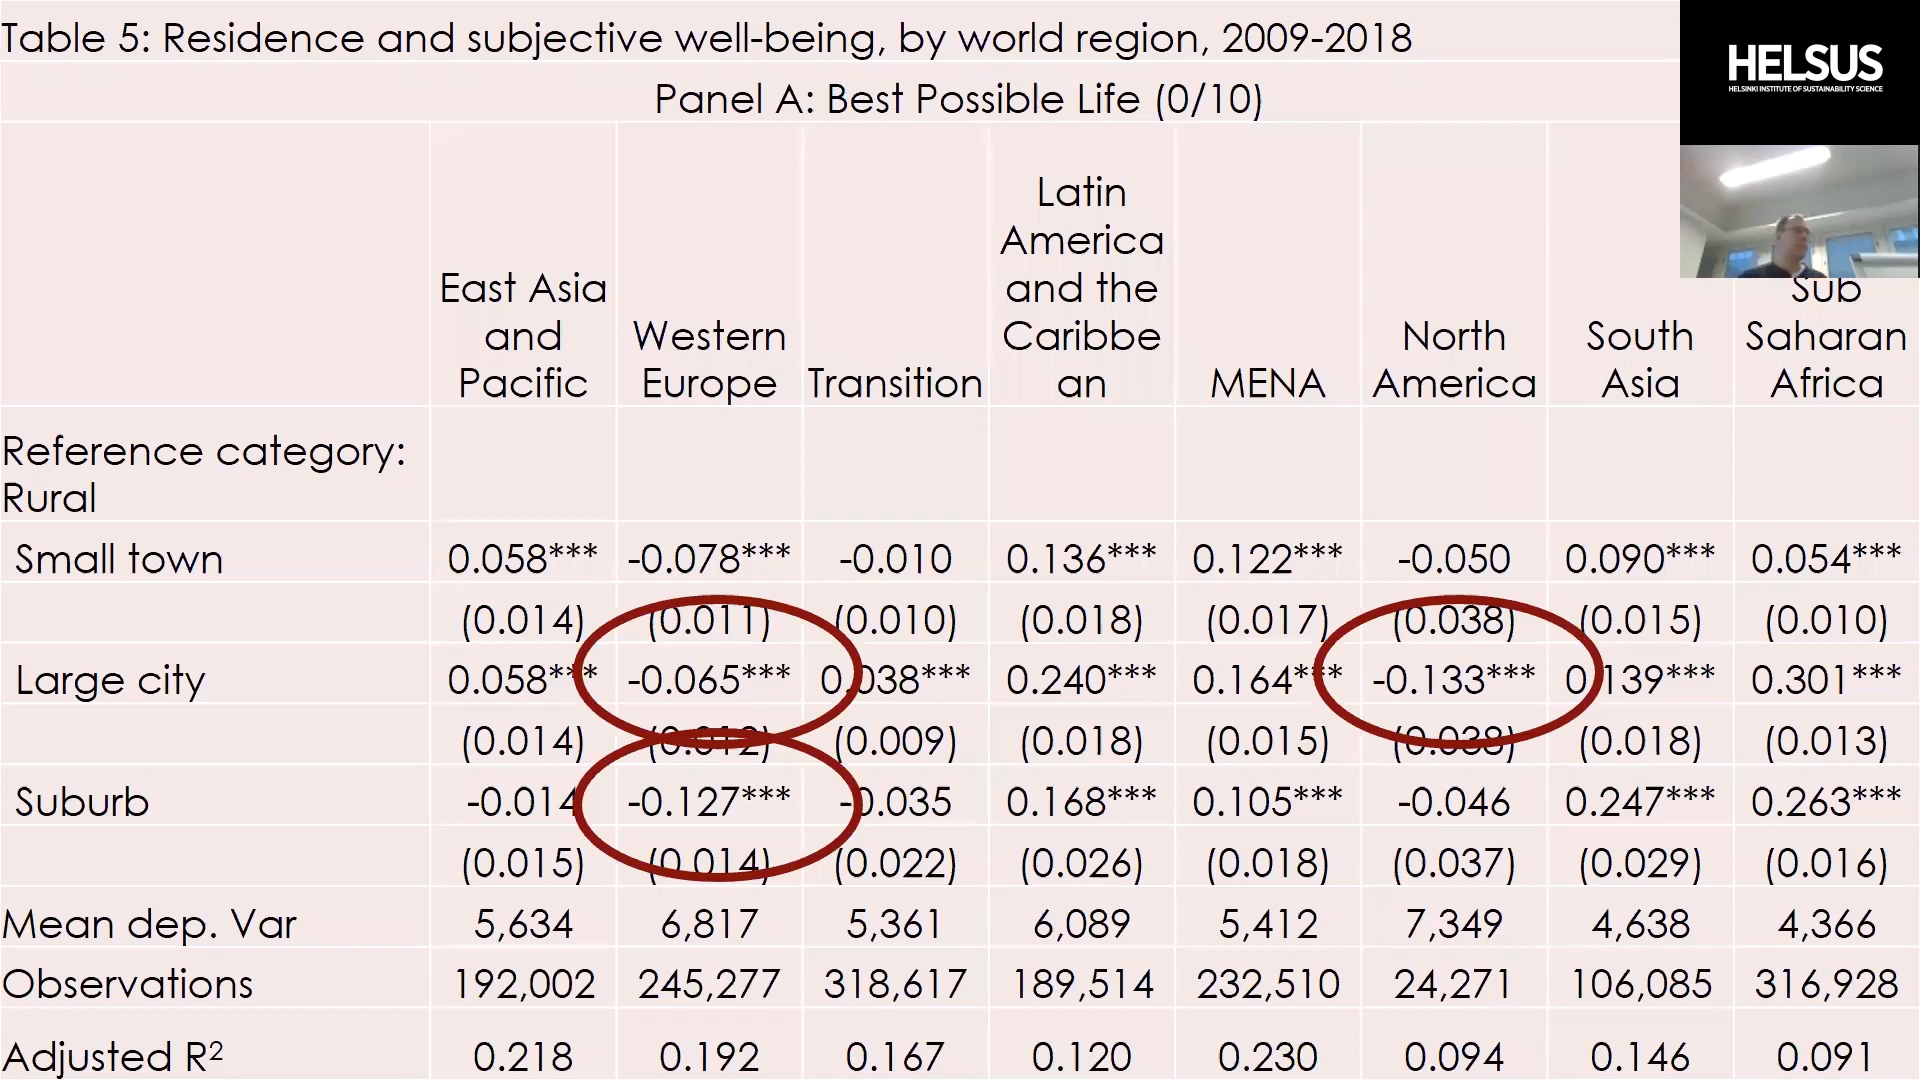 Table 5: Residence and subjective well-being, by world region, 2009-2018
HELSUS
HELSINKI INSTITUTE OF SUSTAINABILITY SCIENCE
Panel A: Best Possible Life (0/10)
East Asia
and
Pacific
Western
Europe
Transition
Latin
America
and the
Caribbe
an
MENA
North
America
South
Asia
Sub
Saharan
Africa
Reference category:
Rural
Small town 0.058*** -0.078*** -0.010 0.136*** 0.122*** -0.050 0.090*** 0.054***
(0.014) (0.011) (0.010) (0.018) (0.017) (0.038) (0.015) (0.010)
Large city 0.058*** -0.065*** 0.038*** 0.240*** 0.164*** -0.133*** 0.139*** 0.301***
(0.014) (0.012) (0.009) (0.018) (0.015) (0.038) (0.018) (0.013)
Suburb -0.014 -0.127*** -0.035 0.168*** 0.105*** -0.046 0.247*** 0.263***
(0.015) (0.014) (0.022) (0.026) (0.018) (0.037) (0.029) (0.016)
Mean dep. Var 5,634 6,817 5,361 6,089 5,412 7,349 4,638 4,366
Observations 192,002 245,277 318,617 189,514 232,510 24,271 106,085 316,928
Adjusted R² 0.218 0.192 0.167 0.120 0.230 0.094 0.146 0.091